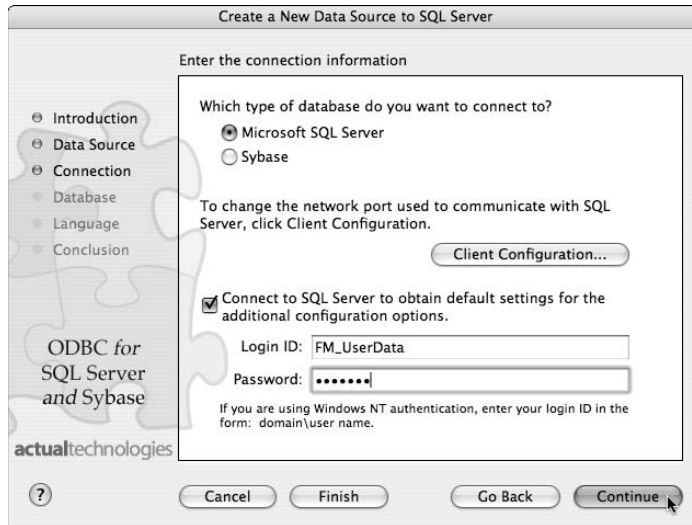 Create a New Data Source to SQL Server
Enter the connection information
Introduction
Data Source
Connection
Database
Language
Conclusion
ODBC for
SQL Server
and Sybase
actualtechnologies
Which type of database do you want to connect to?
Microsoft SQL Server
Sybase
To change the network port used to communicate with SQL
Server, click Client Configuration.
Client Configuration...
Connect to SQL Server to obtain default settings for the
additional configuration options.
Login ID: FM_UserData
Password: •••••••
If you are using Windows NT authentication, enter your login ID in the
form: domain\user name.
?
Cancel
Finish
Go Back
Continue